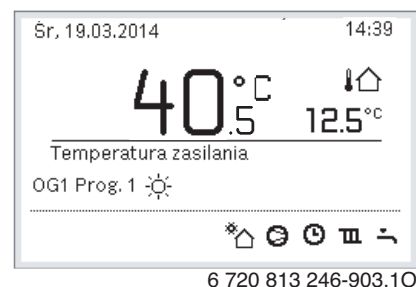 Śr, 19.03.2014 14:39
40.5 °C
12.5°C
Temperatura zasilania
OG1 Prog. 1
6 720 813 246-903.1O